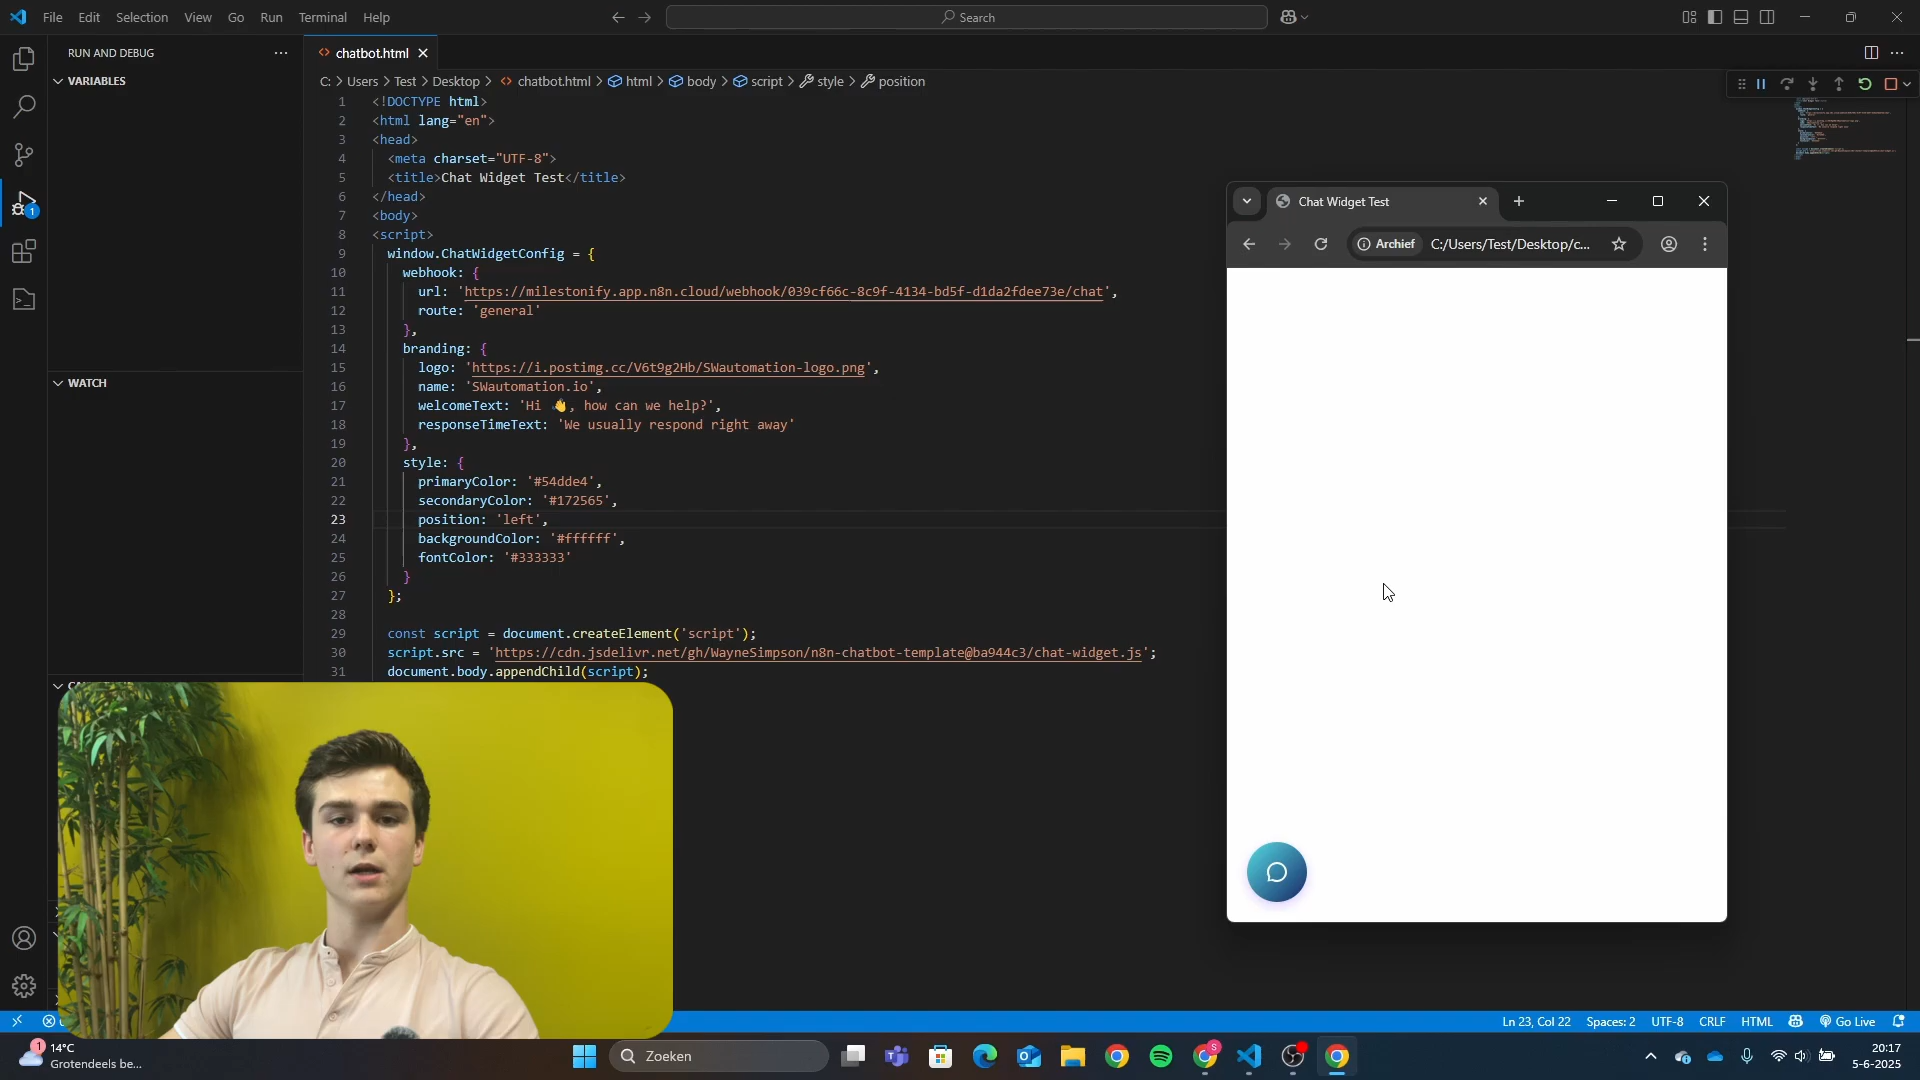 File Edit Selection View Go Run Terminal Help
Search
RUN AND DEBUG
VARIABLES
WATCH
1
chatbot.html
C: > Users > Test > Desktop > chatbot.html > html > body > script > style > position
1 <!DOCTYPE html>
2 <html lang="en">
3 <head>
4 <meta charset="UTF-8">
5 <title>Chat Widget Test</title>
6 </head>
7 <body>
8 <script>
9 window.ChatWidgetConfig = {
10 webhook: {
11 url: 'https://milestonify.app.n8n.cloud/webhook/039cf66c-8c9f-4134-bd5f-d1da2fdee73e/chat',
12 route: 'general'
13 },
14 branding: {
15 logo: 'https://i.postimg.cc/V6t9g2Hb/SWautomation-logo.png',
16 name: 'SWautomation.io',
17 welcomeText: 'Hi 👋, how can we help?',
18 responseTimeText: 'We usually respond right away'
19 },
20 style: {
21 primaryColor: '#54dde4',
22 secondaryColor: '#172565',
23 position: 'left',
24 backgroundColor: '#ffffff',
25 fontColor: '#333333'
26 }
27 };
28
29 const script = document.createElement('script');
30 script.src = 'https://cdn.jsdelivr.net/gh/WayneSimpson/n8n-chatbot-template@ba944c3/chat-widget.js';
31 document.body.appendChild(script);
Chat Widget Test
Archief C:/Users/Test/Desktop/c...
Ln 23, Col 22 Spaces: 2 UTF-8 CRLF HTML Go Live
1
14°C
Grotendeels be...
Zoeken
S
20:17
5-6-2025